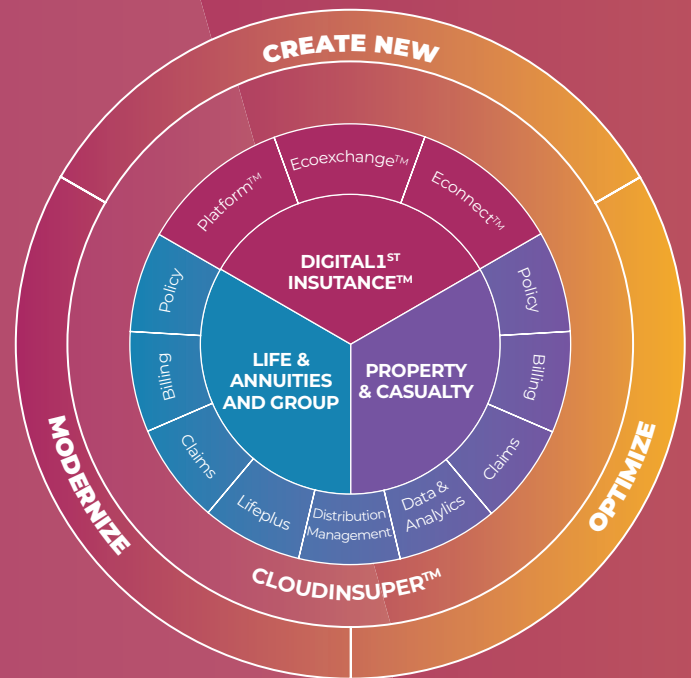 CREATE NEW
Platform™
Ecoexchange™
Econnect™
DIGITAL1ST
INSUTANCE™
Policy
Billing
Claims
Lifeplus
Distribution
Management
Data &
Analytics
Claims
Billing
Policy
LIFE &
ANNUITIES
AND GROUP
PROPERTY
& CASUALTY
MODERNIZE
OPTIMIZE
CLOUDINSUPER™